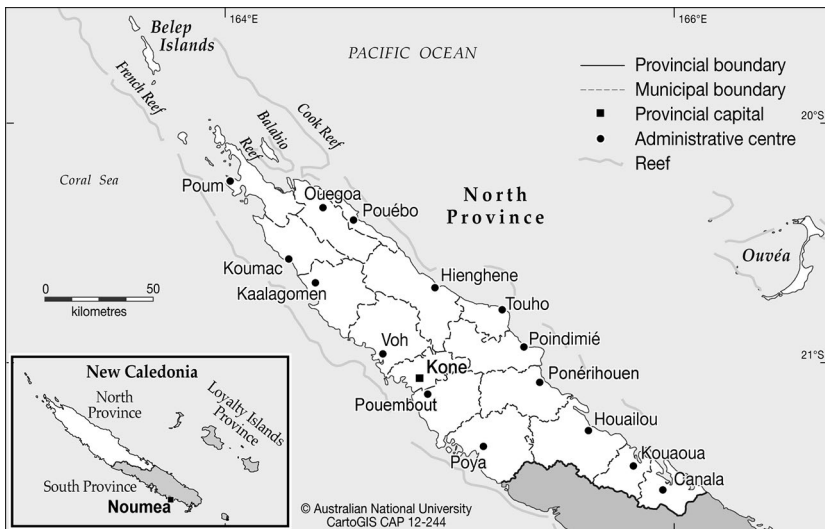 164°E
166°E
Belep
Islands
PACIFIC OCEAN
French Reef
Cook Reef
Balabio
Reef
Provincial boundary
Municipal boundary
Provincial capital
Administrative centre
Reef
20°S
Coral Sea
Poum
Ouegoa
Pouébo
North
Province
Ouvéa
Koumac
Kaalagomen
Hienghene
Touho
0
50
kilometres
Voh
Poindimié
Kone
21°S
Ponérihouen
Pouembout
Houailou
Poya
Kouaoua
Canala
New Caledonia
North
Province
Loyalty Islands
Province
South Province
Noumea
© Australian National University
CartoGIS CAP 12-244